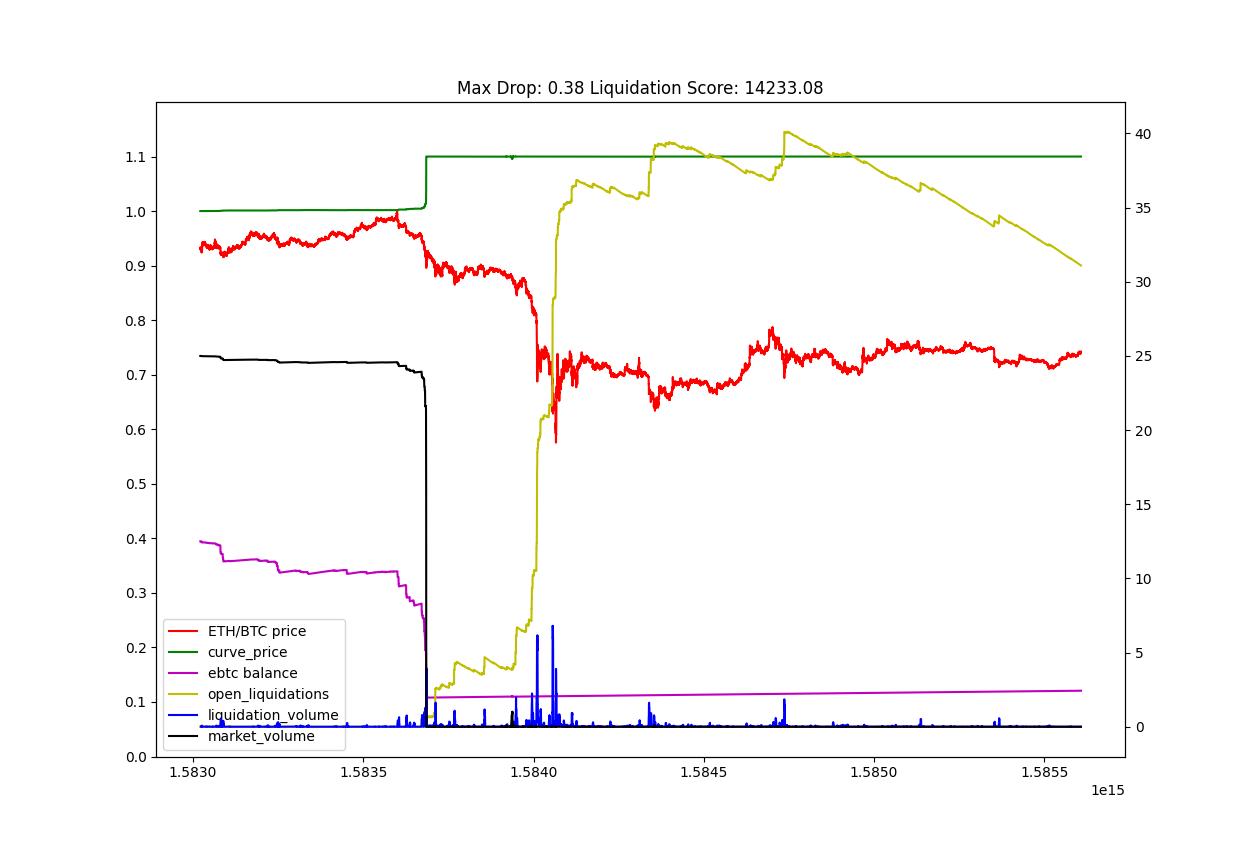 Max Drop: 0.38 Liquidation Score: 14233.08
1.1
1.0
0.9
0.8
0.7
0.6
0.5
0.4
0.3
0.2
0.1
0.0
40
35
30
25
20
15
10
5
0
ETH/BTC price
curve_price
ebtc balance
open_liquidations
liquidation_volume
market_volume
1.5830 1.5835 1.5840 1.5845 1.5850 1.5855
1e15